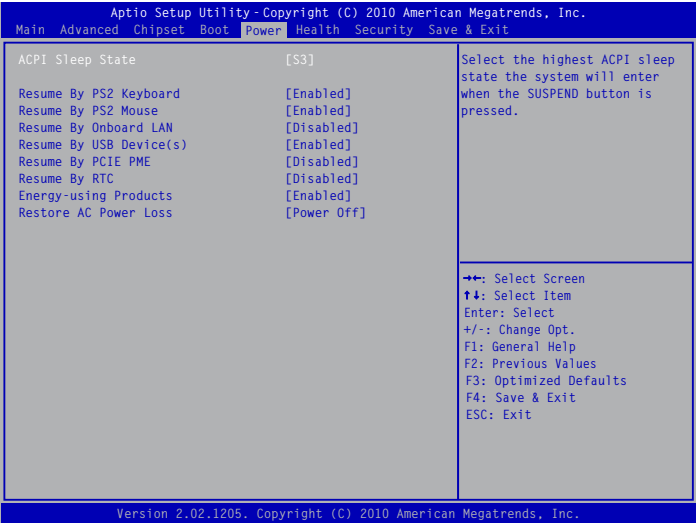 Aptio Setup Utility - Copyright (C) 2010 American Megatrends, Inc.
Main Advanced Chipset Boot Power Health Security Save & Exit
ACPI Sleep State [S3]
Resume By PS2 Keyboard [Enabled]
Resume By PS2 Mouse [Enabled]
Resume By Onboard LAN [Disabled]
Resume By USB Device(s) [Enabled]
Resume By PCIE PME [Disabled]
Resume By RTC [Disabled]
Energy-using Products [Enabled]
Restore AC Power Loss [Power Off]
Select the highest ACPI sleep
state the system will enter
when the SUSPEND button is
pressed.
→←: Select Screen
↑↓: Select Item
Enter: Select
+/-: Change Opt.
F1: General Help
F2: Previous Values
F3: Optimized Defaults
F4: Save & Exit
ESC: Exit
Version 2.02.1205. Copyright (C) 2010 American Megatrends, Inc.